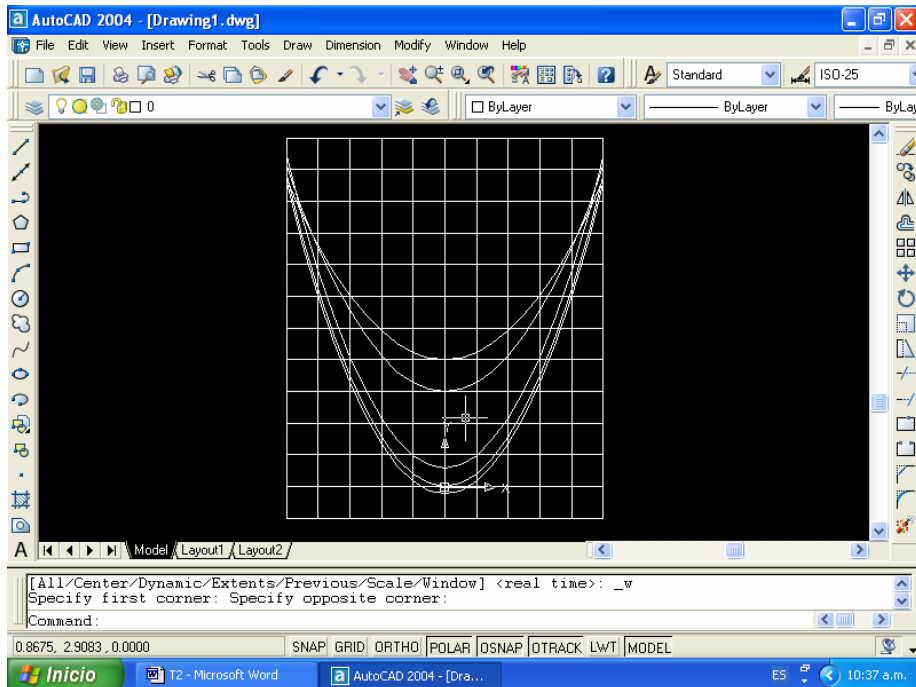 AutoCAD 2004 - [Drawing1.dwg]
File Edit View Insert Format Tools Draw Dimension Modify Window Help
Standard ISO-25
0 ByLayer ByLayer ByLay
Y
X
Model Layout1 Layout2
[All/Center/Dynamic/Extents/Previous/Scale/Window] <real time>: _w
Specify first corner: Specify opposite corner:
Command:
0.8675, 2.9083, 0.0000 SNAP GRID ORTHO POLAR OSNAP OTRACK LWT MODEL
Inicio T2 - Microsoft Word AutoCAD 2004 - [Dra... ES 10:37 a.m.